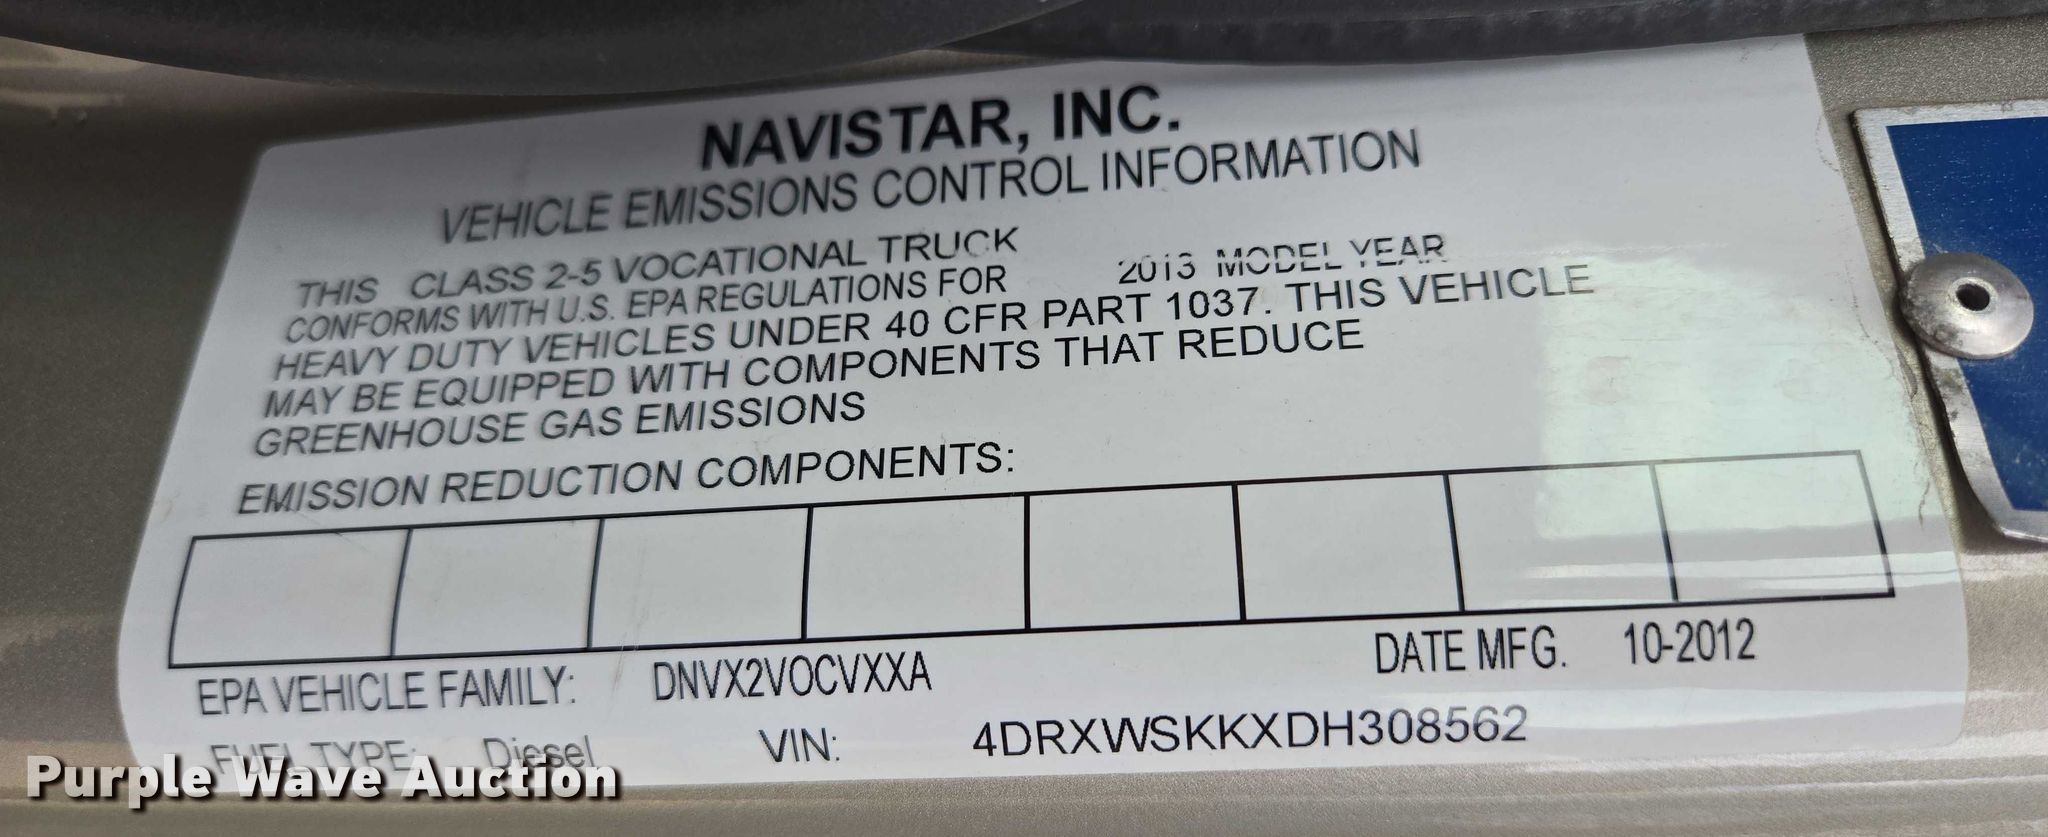 NAVISTAR, INC.
VEHICLE EMISSIONS CONTROL INFORMATION
THIS CLASS 2-5 VOCATIONAL TRUCK
CONFORMS WITH U.S. EPA REGULATIONS FOR 2013 MODEL YEAR
HEAVY DUTY VEHICLES UNDER 40 CFR PART 1037. THIS VEHICLE
MAY BE EQUIPPED WITH COMPONENTS THAT REDUCE
GREENHOUSE GAS EMISSIONS
EMISSION REDUCTION COMPONENTS:
DATE MFG. 10-2012
EPA VEHICLE FAMILY: DNVX2VOCVXXA
FUEL TYPE: Diesel VIN: 4DRXWSKKXDH308562
Purple Wave Auction